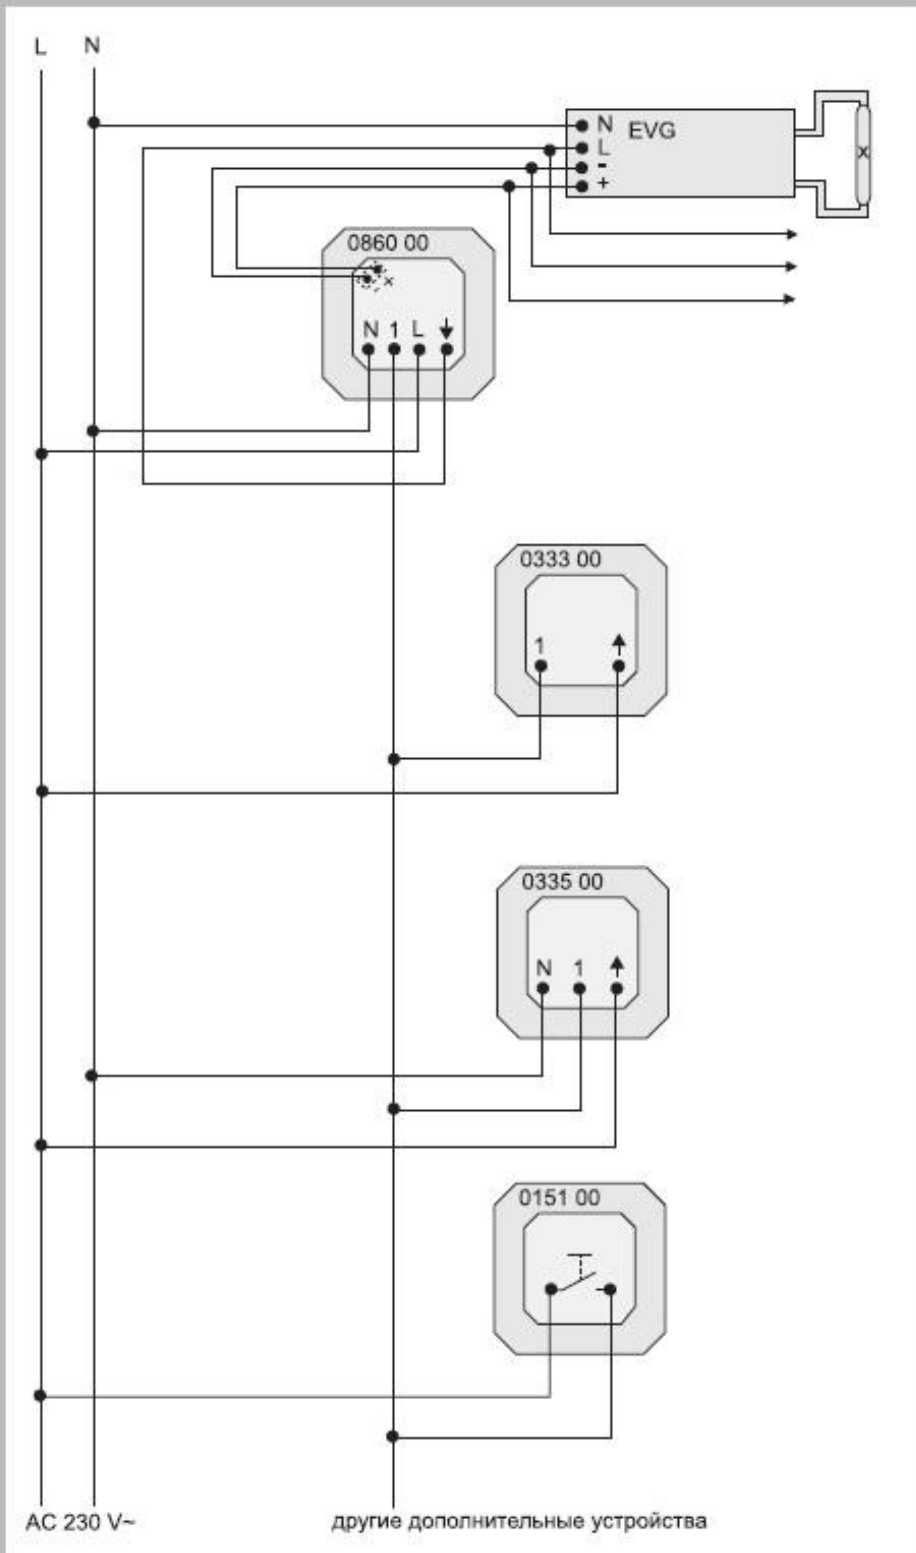 L N
N EVG
L
-
+
x
0860 00
x
N 1 L
0333 00
1
0335 00
N 1
0151 00
AC 230 V~
другие дополнительные устройства